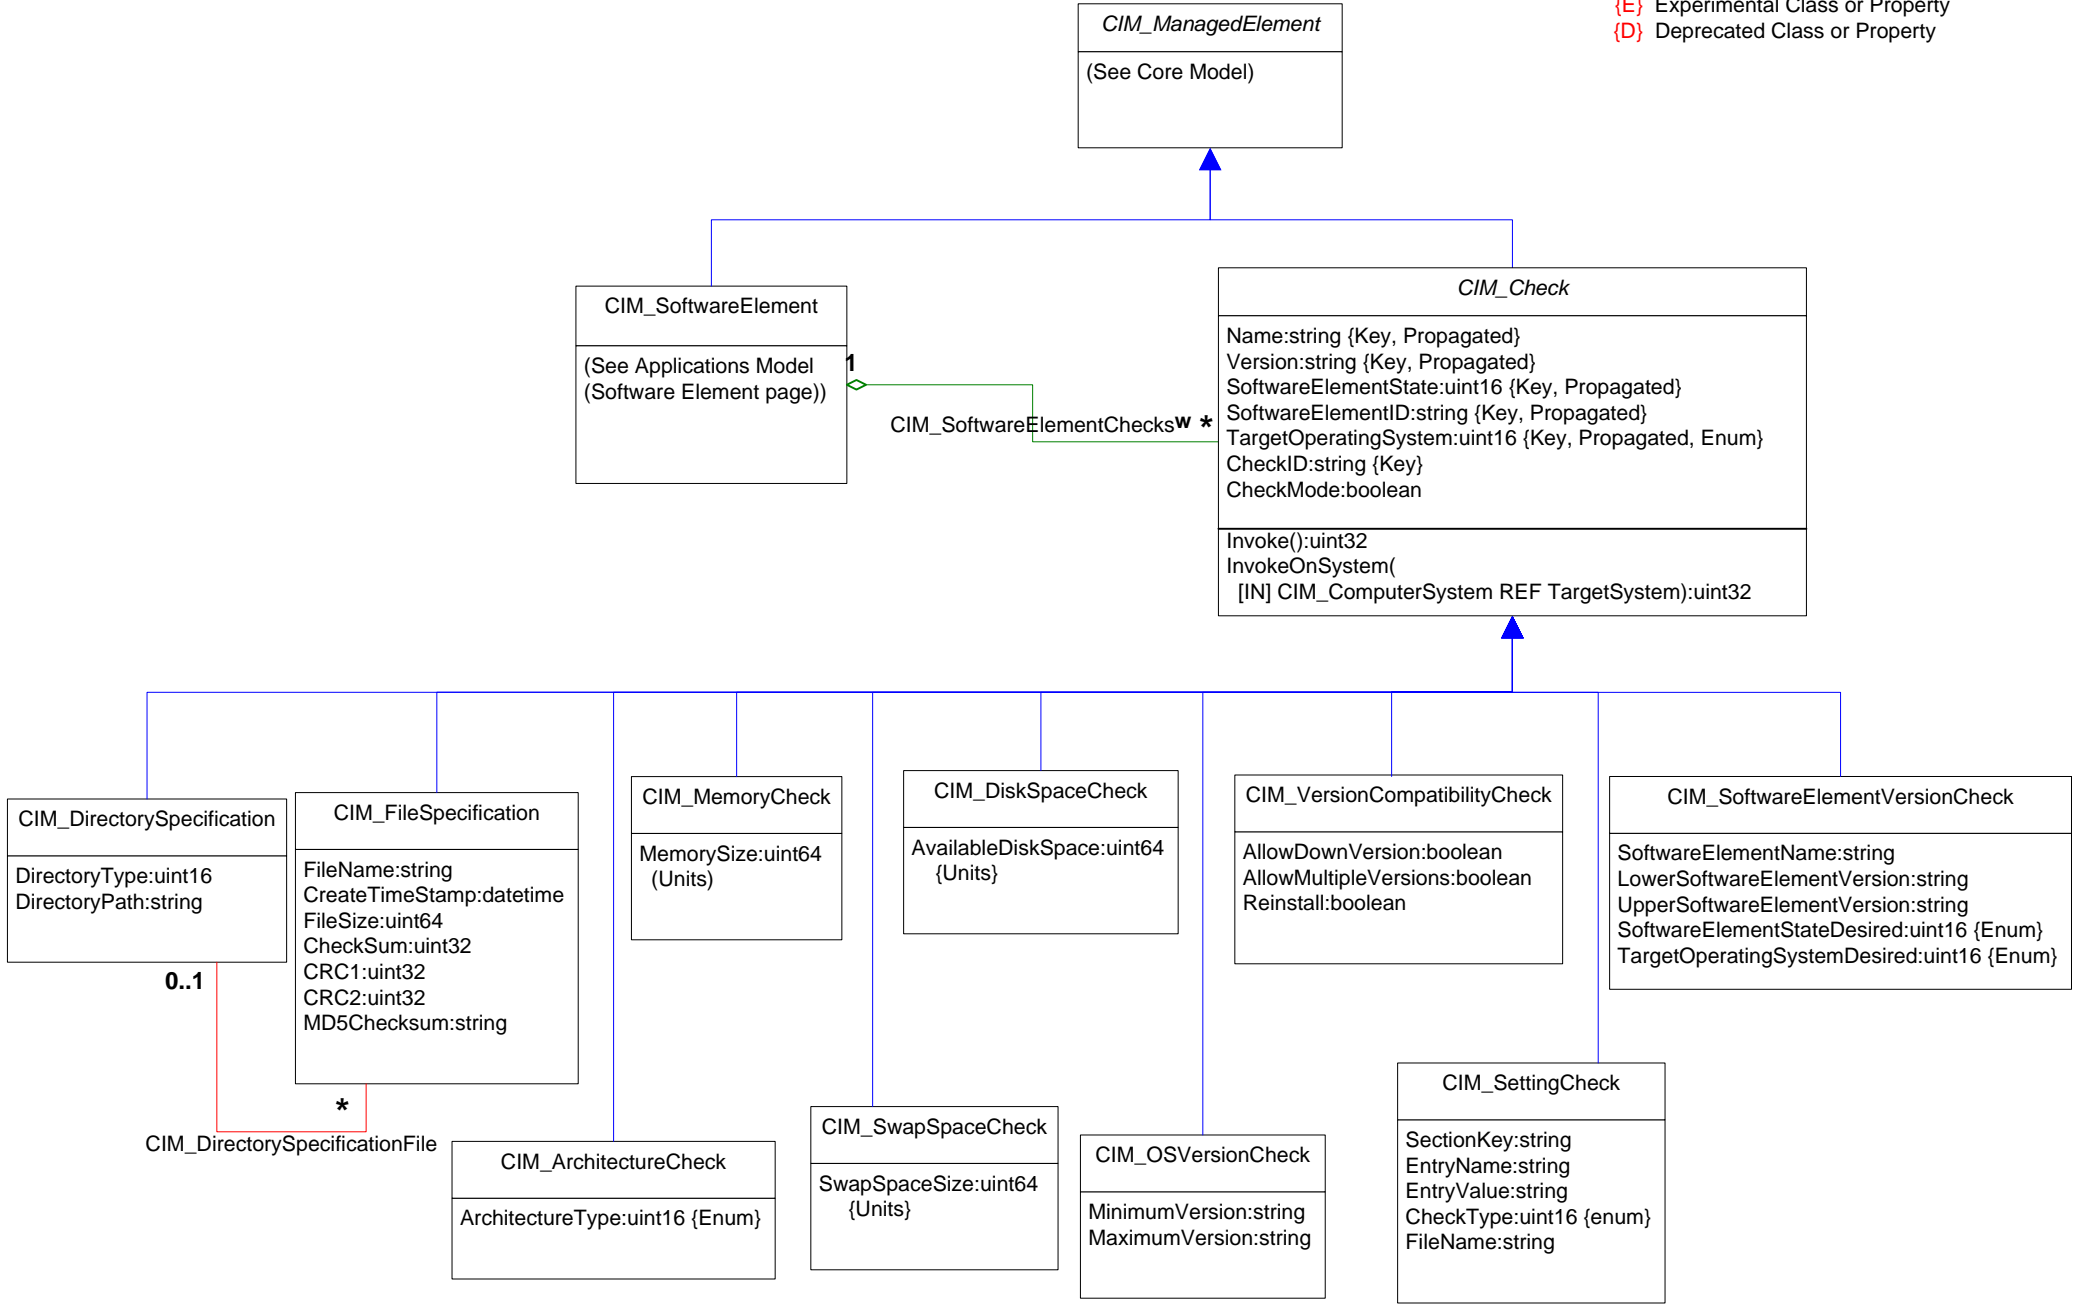 {E} Experimental Class or Property
{D} Deprecated Class or Property
CIM_ManagedElement
(See Core Model)
CIM_SoftwareElement
(See Applications Model
(Software Element page))
1
CIM_SoftwareElementChecks
w *
CIM_Check
Name:string {Key, Propagated}
Version:string {Key, Propagated}
SoftwareElementState:uint16 {Key, Propagated}
SoftwareElementID:string {Key, Propagated}
TargetOperatingSystem:uint16 {Key, Propagated, Enum}
CheckID:string {Key}
CheckMode:boolean
Invoke():uint32
InvokeOnSystem(
[IN] CIM_ComputerSystem REF TargetSystem):uint32
CIM_DirectorySpecification
DirectoryType:uint16
DirectoryPath:string
0..1
CIM_FileSpecification
FileName:string
CreateTimeStamp:datetime
FileSize:uint64
CheckSum:uint32
CRC1:uint32
CRC2:uint32
MD5Checksum:string
*
CIM_DirectorySpecificationFile
CIM_MemoryCheck
MemorySize:uint64
(Units)
CIM_DiskSpaceCheck
AvailableDiskSpace:uint64
{Units}
CIM_VersionCompatibilityCheck
AllowDownVersion:boolean
AllowMultipleVersions:boolean
Reinstall:boolean
CIM_SoftwareElementVersionCheck
SoftwareElementName:string
LowerSoftwareElementVersion:string
UpperSoftwareElementVersion:string
SoftwareElementStateDesired:uint16 {Enum}
TargetOperatingSystemDesired:uint16 {Enum}
CIM_ArchitectureCheck
ArchitectureType:uint16 {Enum}
CIM_SwapSpaceCheck
SwapSpaceSize:uint64
{Units}
CIM_OSVersionCheck
MinimumVersion:string
MaximumVersion:string
CIM_SettingCheck
SectionKey:string
EntryName:string
EntryValue:string
CheckType:uint16 {enum}
FileName:string